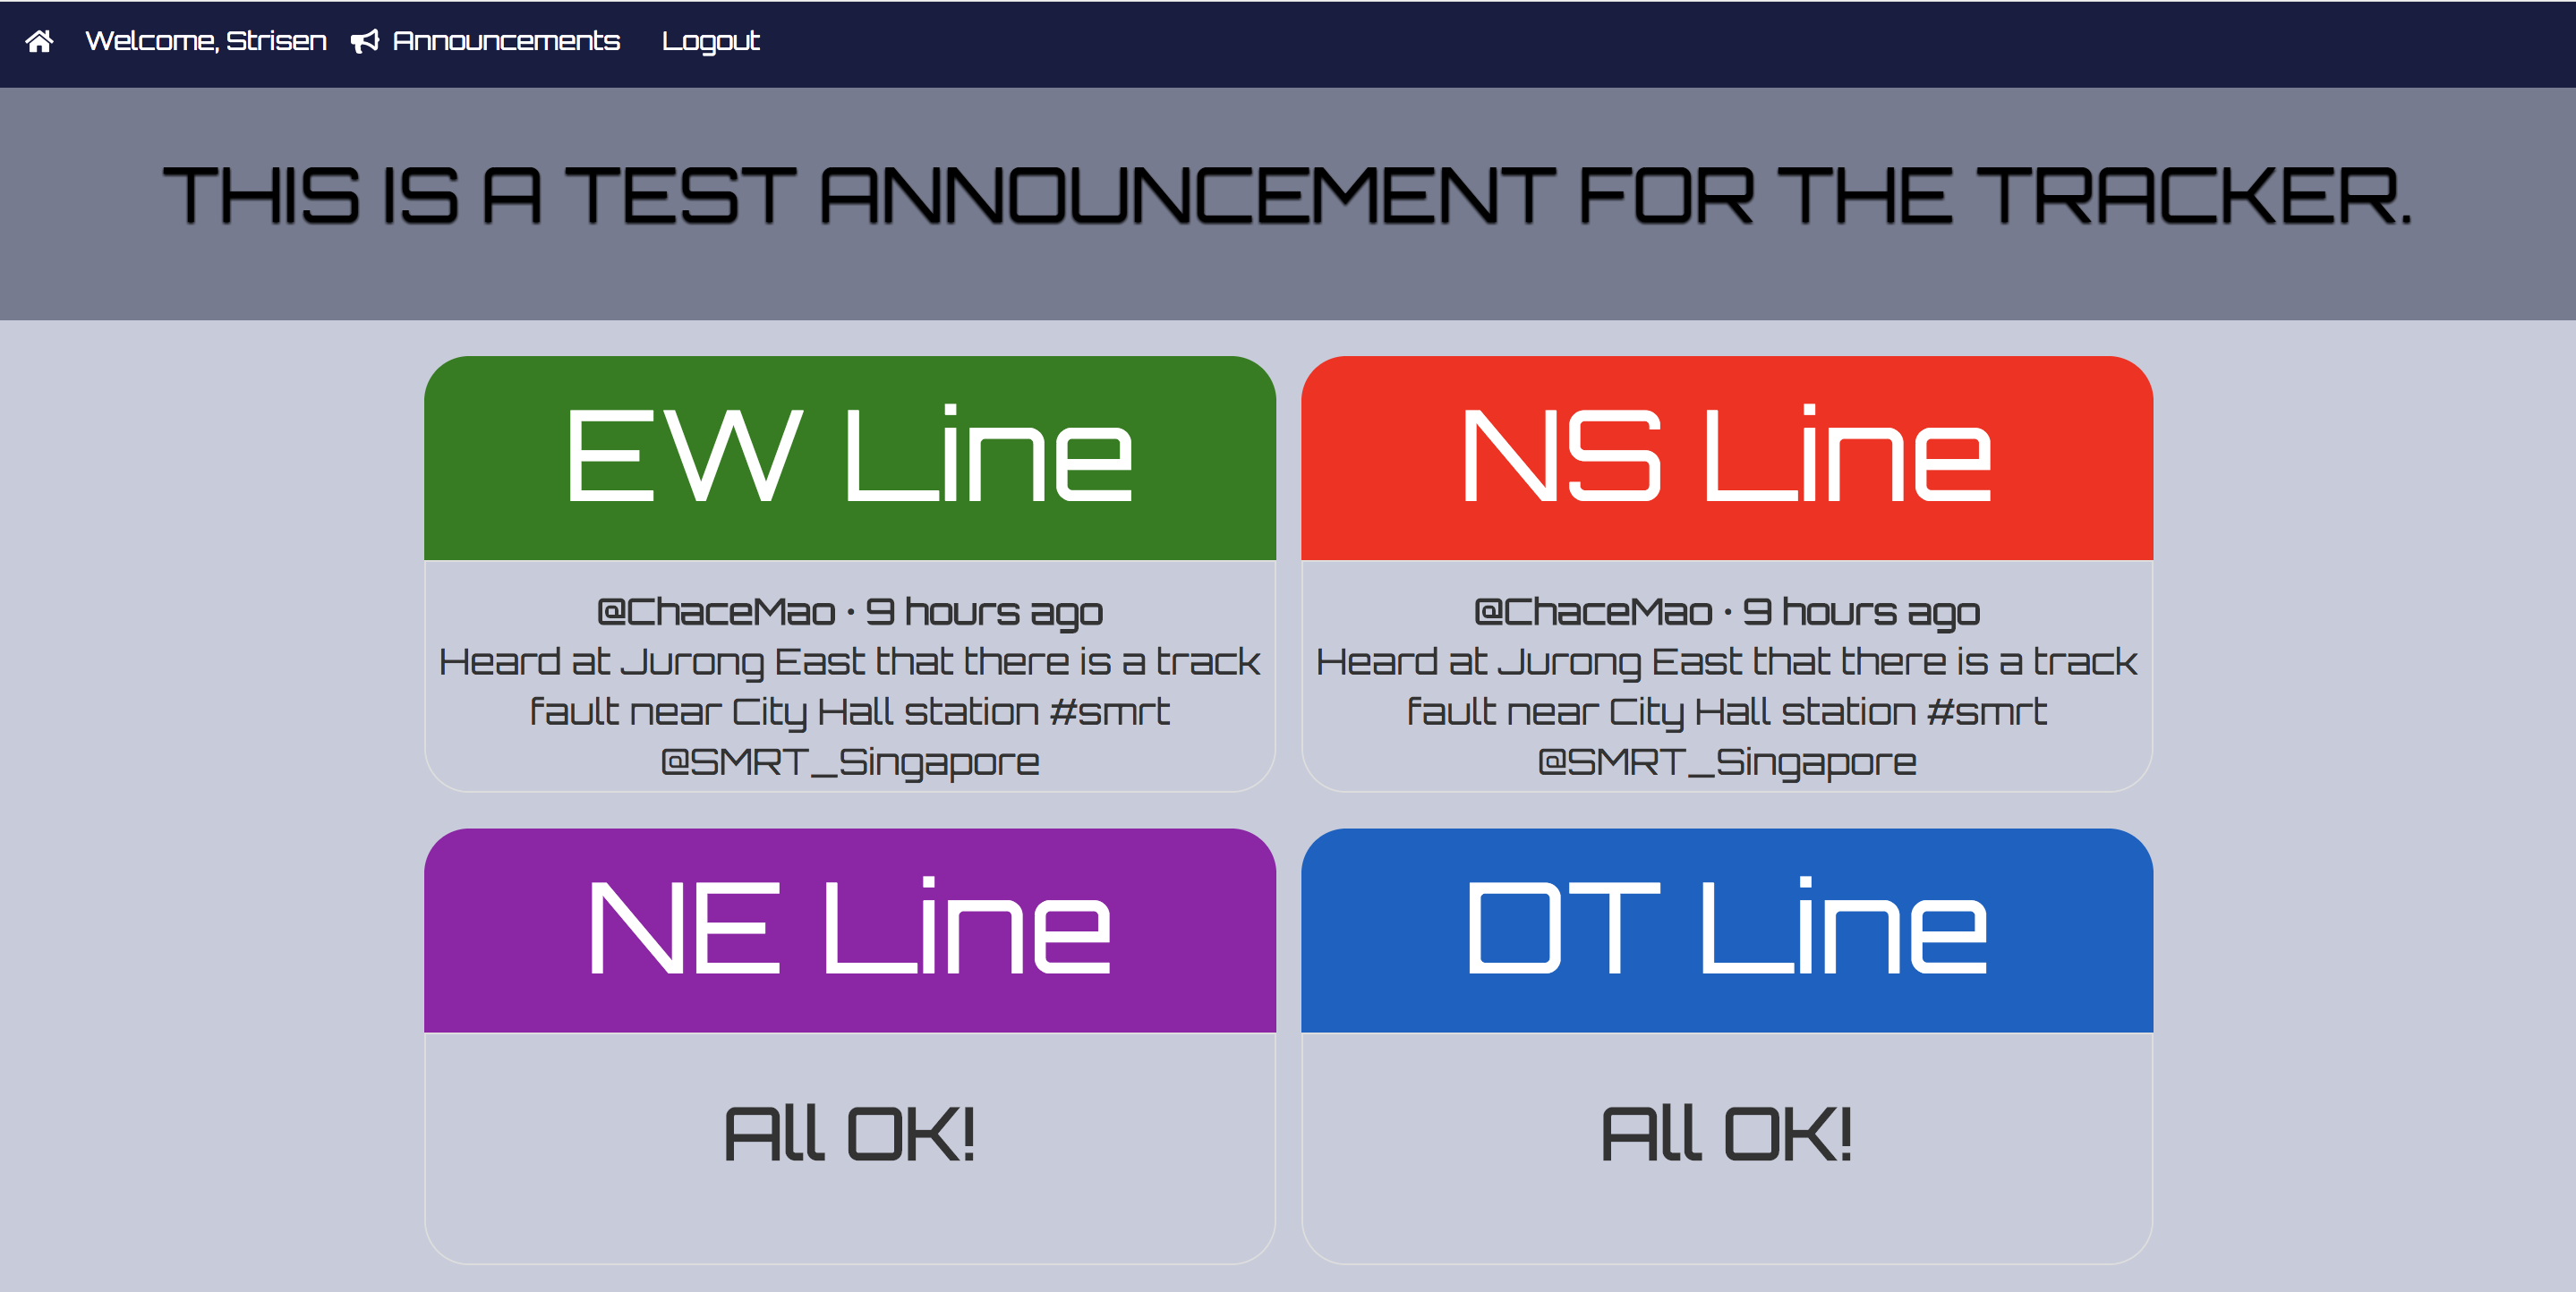 Welcome, Strisen Announcements Logout
THIS IS A TEST ANNOUNCEMENT FOR THE TRACKER.
EW Line
@ChaceMao • 9 hours ago
Heard at Jurong East that there is a track
fault near City Hall station #smrt
@SMRT_Singapore
NS Line
@ChaceMao • 9 hours ago
Heard at Jurong East that there is a track
fault near City Hall station #smrt
@SMRT_Singapore
NE Line
All OK!
DT Line
All OK!